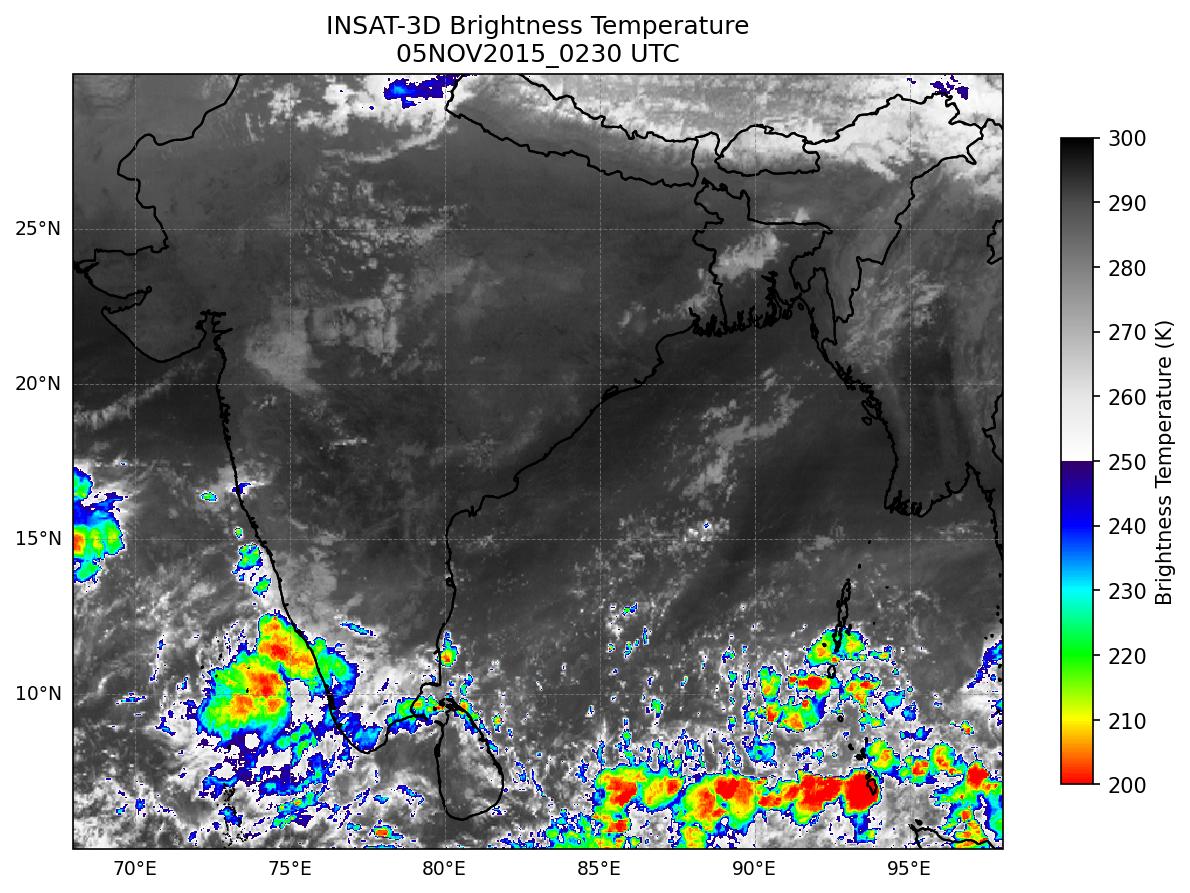 INSAT-3D Brightness Temperature
05NOV2015_0230 UTC
25°N
20°N
15°N
10°N
70°E
75°E
80°E
85°E
90°E
95°E
300
290
280
270
260
250
240
230
220
210
200
Brightness Temperature (K)